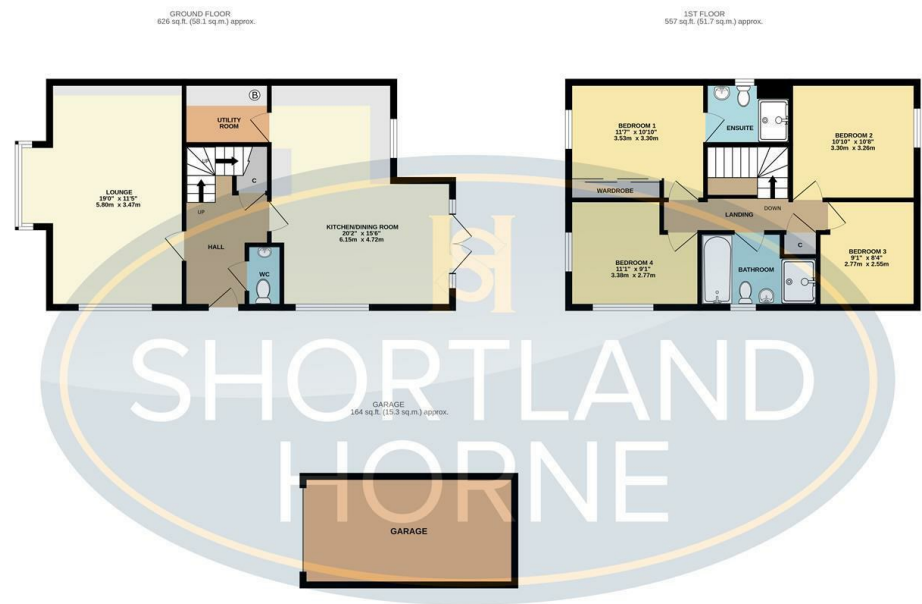 GROUND FLOOR
626 sq.ft. (58.1 sq.m.) approx.
1ST FLOOR
557 sq.ft. (51.7 sq.m.) approx.
B
UTILITY
ROOM
UP
C
UP
LOUNGE
19'0" x 11'5"
5.80m x 3.47m
HALL
WC
KITCHEN/DINING ROOM
20'2" x 15'6"
6.15m x 4.72m
BEDROOM 1
11'7" x 10'10"
3.53m x 3.30m
ENSUITE
BEDROOM 2
10'10" x 10'8"
3.30m x 3.26m
WARDROBE
DOWN
LANDING
BEDROOM 4
11'1" x 9'1"
3.38m x 2.77m
BATHROOM
C
BEDROOM 3
9'1" x 8'4"
2.77m x 2.55m
SHORTLAND
HORNE
GARAGE
164 sq.ft. (15.3 sq.m.) approx.
GARAGE